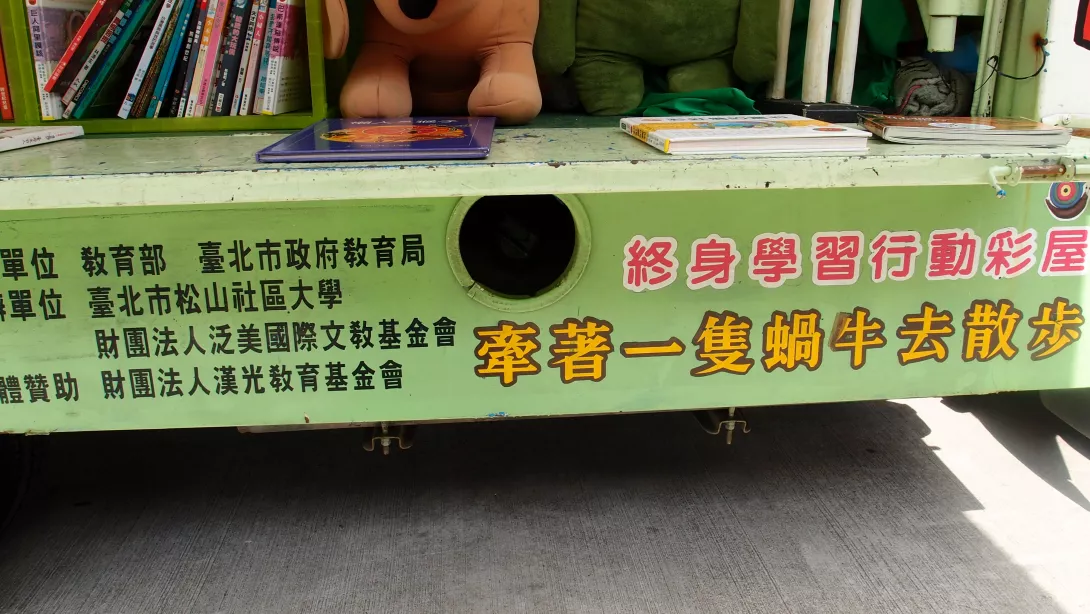 單位 教育部 臺北市政府教育局
單位 臺北市松山社區大學
財團法人泛美國際文教基金會
體贊助 財團法人漢光教育基金會
終身學習行動彩屋
牽著一隻蝸牛去散步